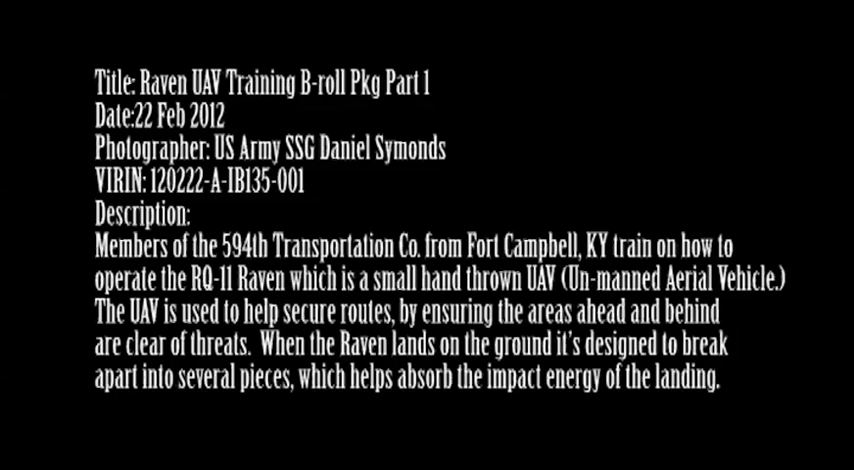 Title: Raven UAV Training B-roll Pkg Part 1
Date:22 Feb 2012
Photographer: US Army SSG Daniel Symonds
VIRIN: 120222-A-IB135-001
Description:
Members of the 594th Transportation Co. from Fort Campbell, KY train on how to
operate the RQ-11 Raven which is a small hand thrown UAV (Un-manned Aerial Vehicle.)
The UAV is used to help secure routes, by ensuring the areas ahead and behind
are clear of threats.  When the Raven lands on the ground it's designed to break
apart into several pieces, which helps absorb the impact energy of the landing.